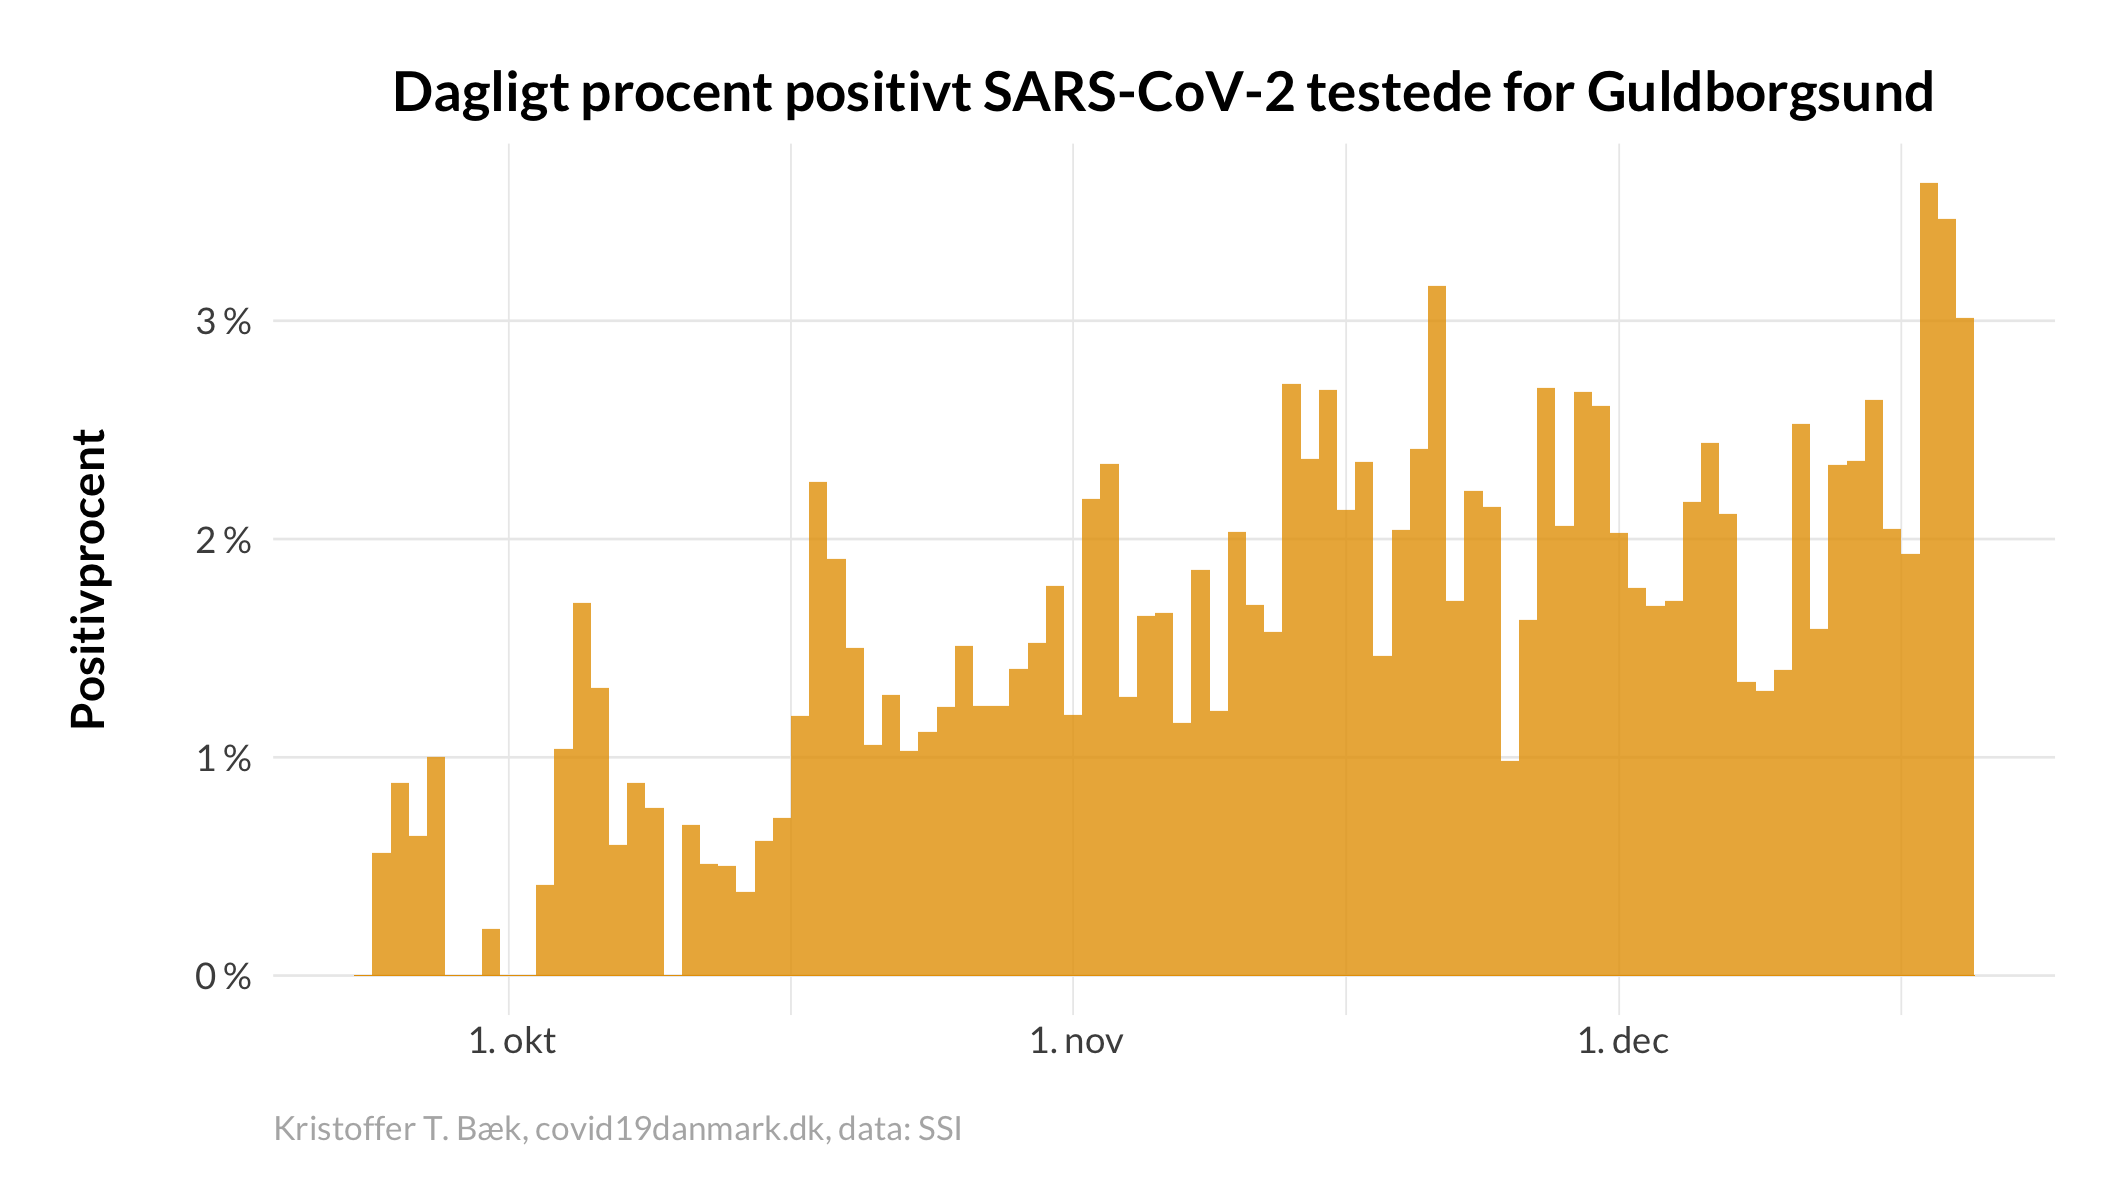 Dagligt procent positivt SARS-CoV-2 testede for Guldborgsund
Positivprocent
3 %
2 %
1 %
0 %
1. okt
1. nov
1. dec
Kristoffer T. Bæk, covid19danmark.dk, data: SSI